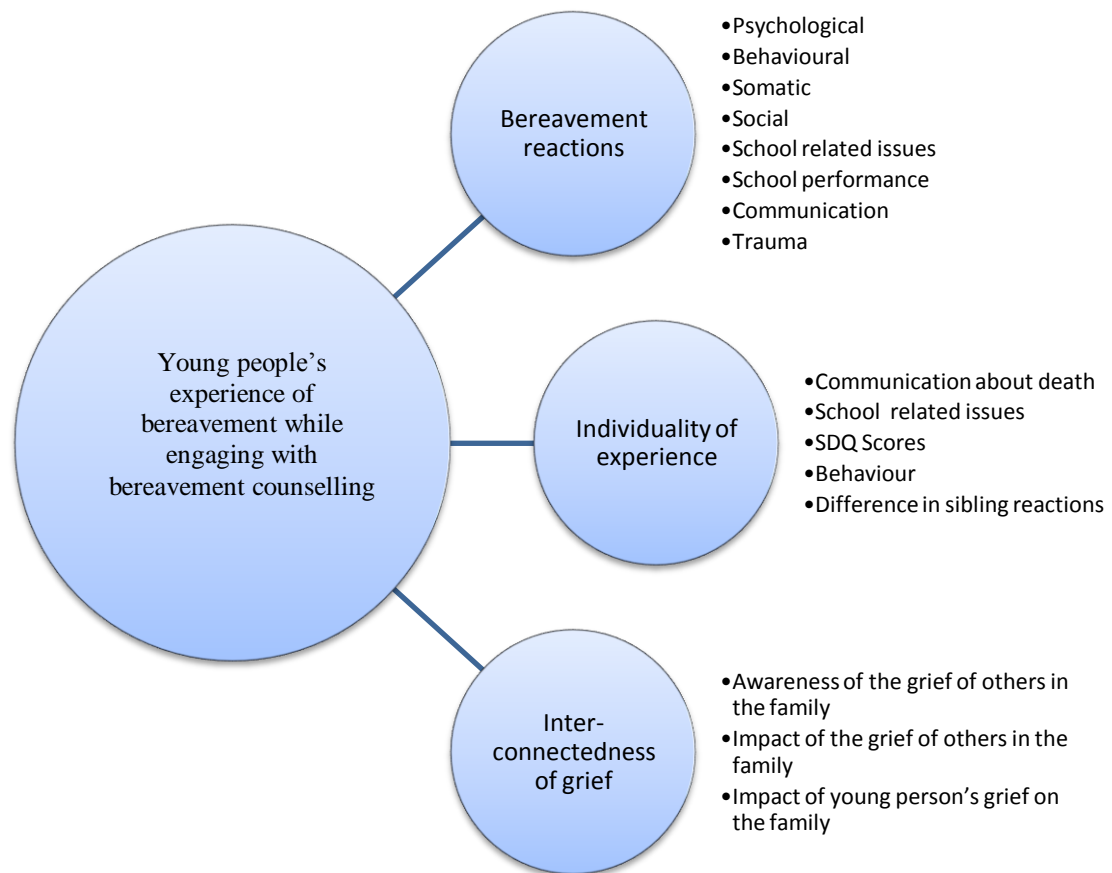 Young people’s
experience of
bereavement while
engaging with
bereavement counselling
Bereavement
reactions
•Psychological
•Behavioural
•Somatic
•Social
•School related issues
•School performance
•Communication
•Trauma
Individuality of
experience
•Communication about death
•School related issues
•SDQ Scores
•Behaviour
•Difference in sibling reactions
Inter-
connectedness
of grief
•Awareness of the grief of others in
the family
•Impact of the grief of others in the
family
•Impact of young person’s grief on
the family